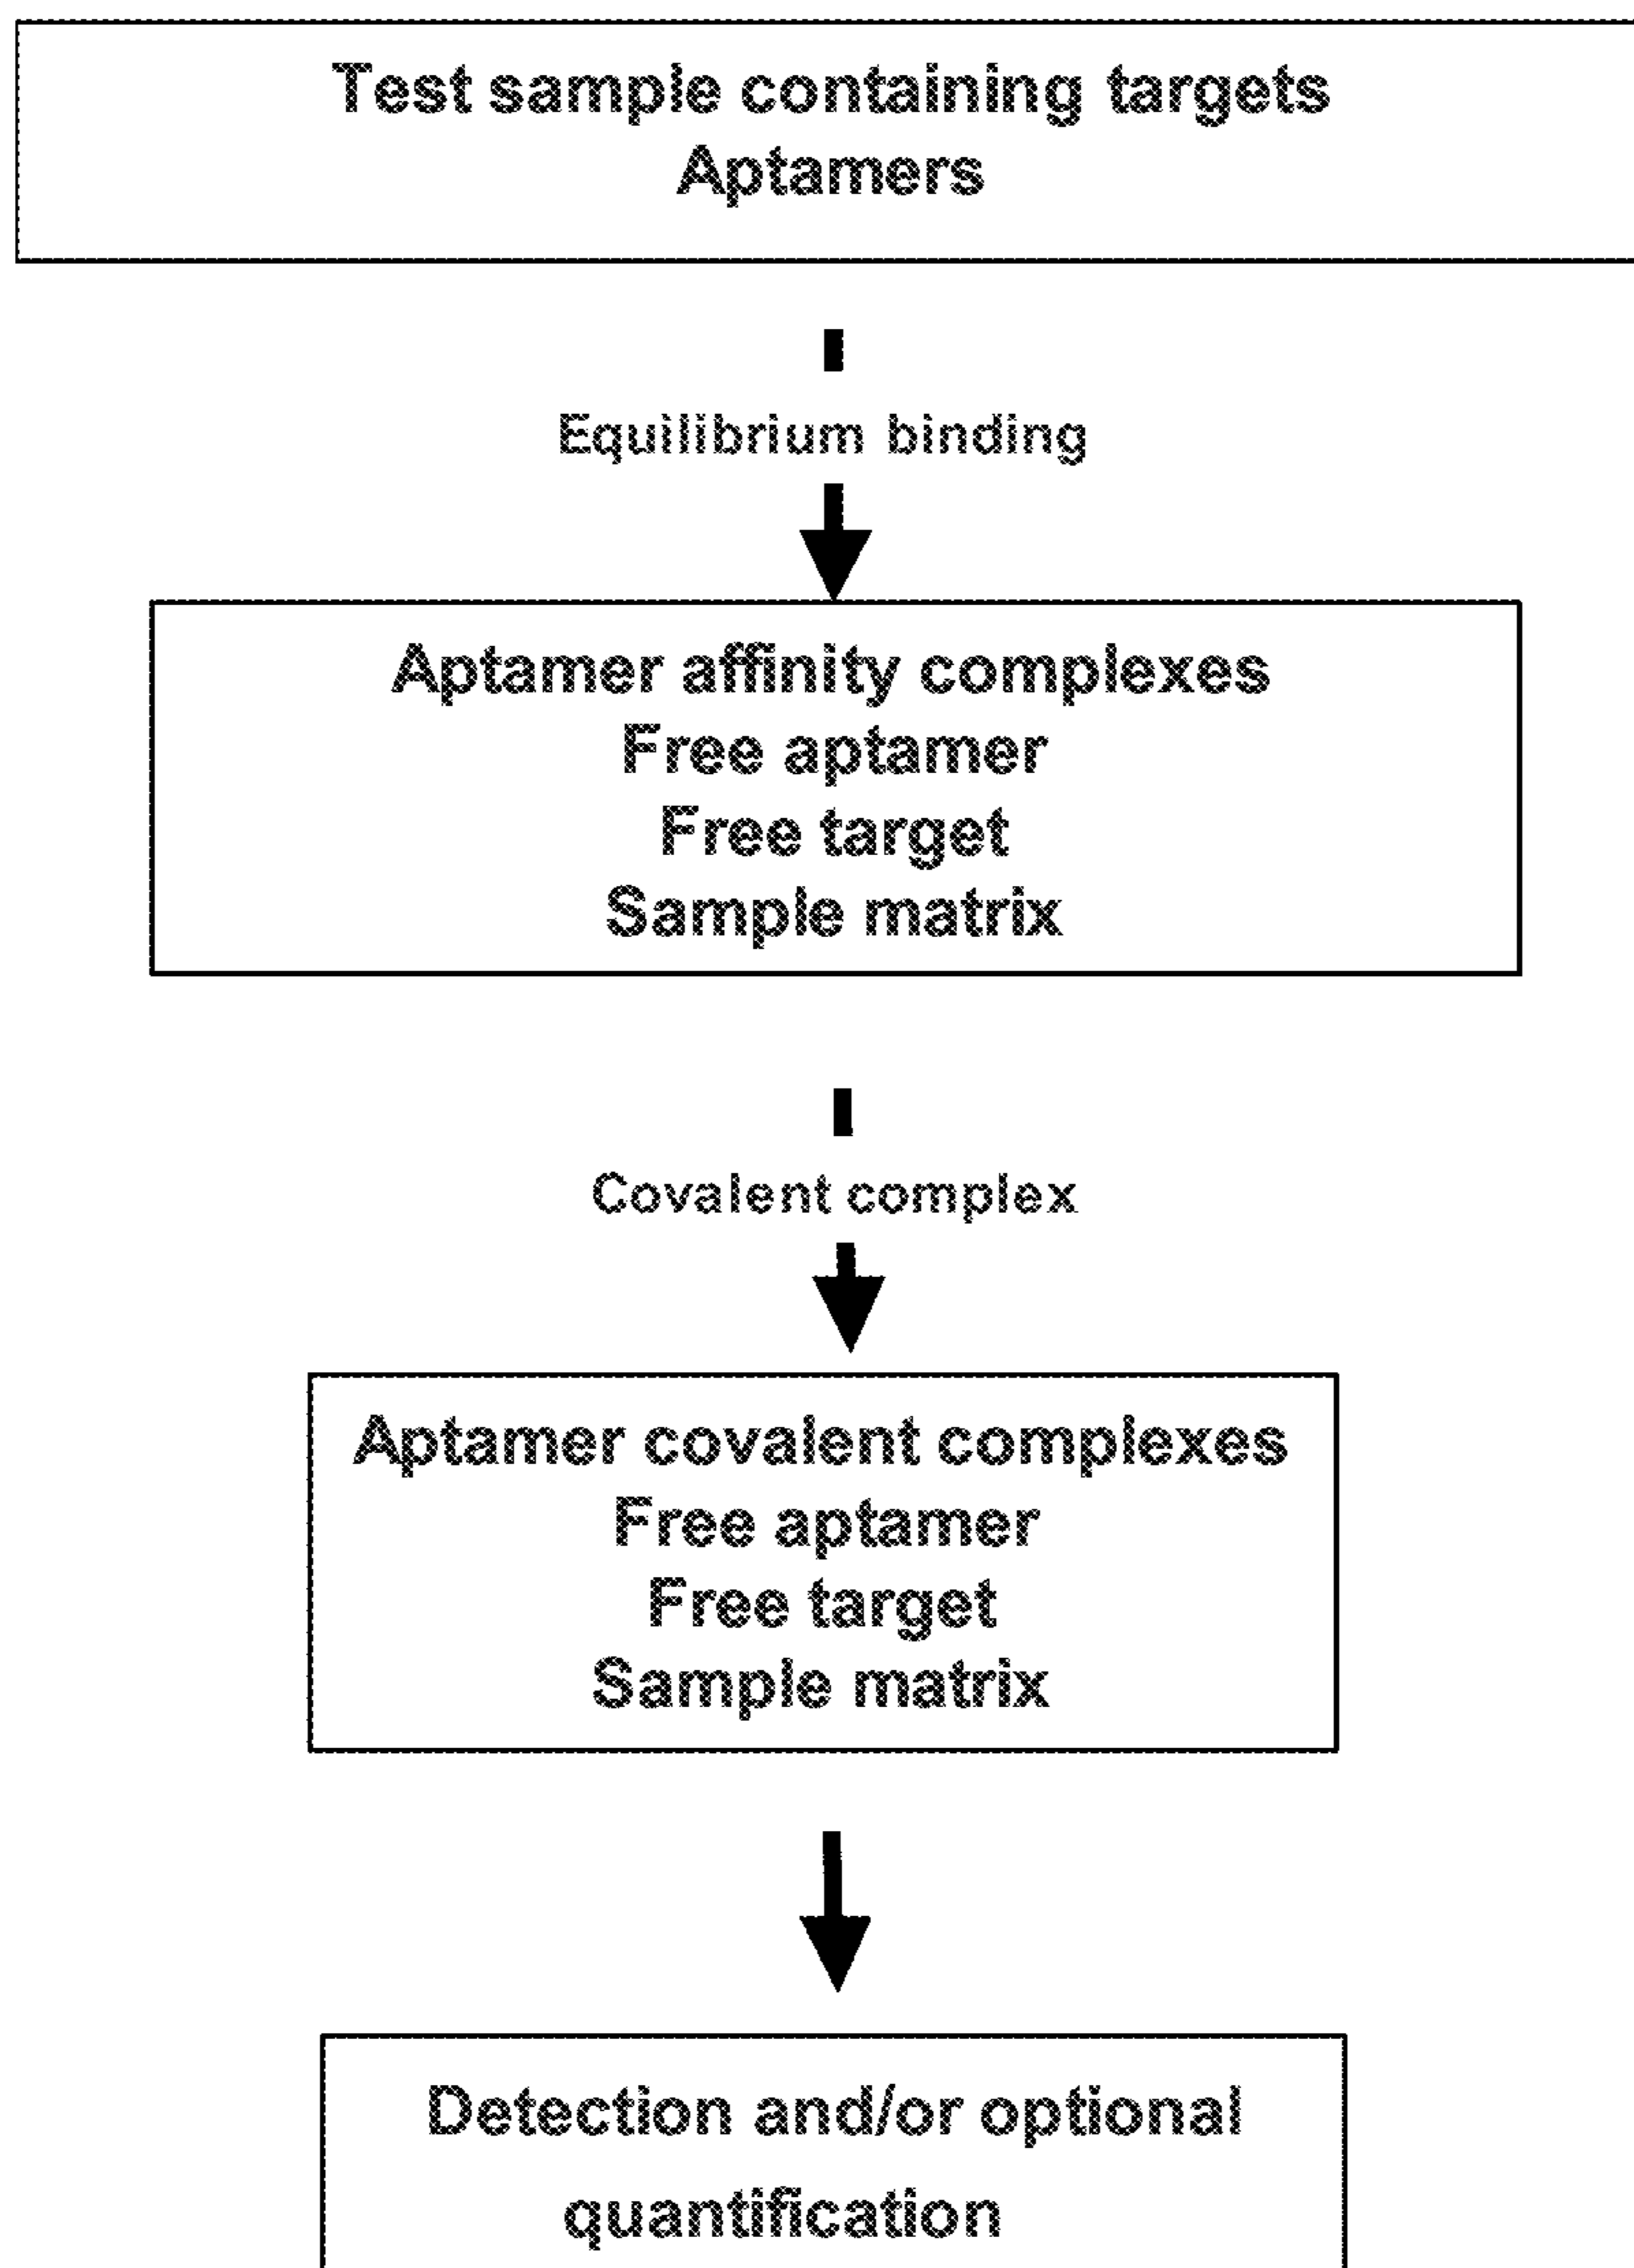 Test sample containing targets
Aptamers
Equilibrium binding
Aptamer affinity complexes
Free aptamer
Free target
Sample matrix
Covalent complex
Aptamer covalent complexes
Free aptamer
Free target
Sample matrix
Detection and/or optional
quantification